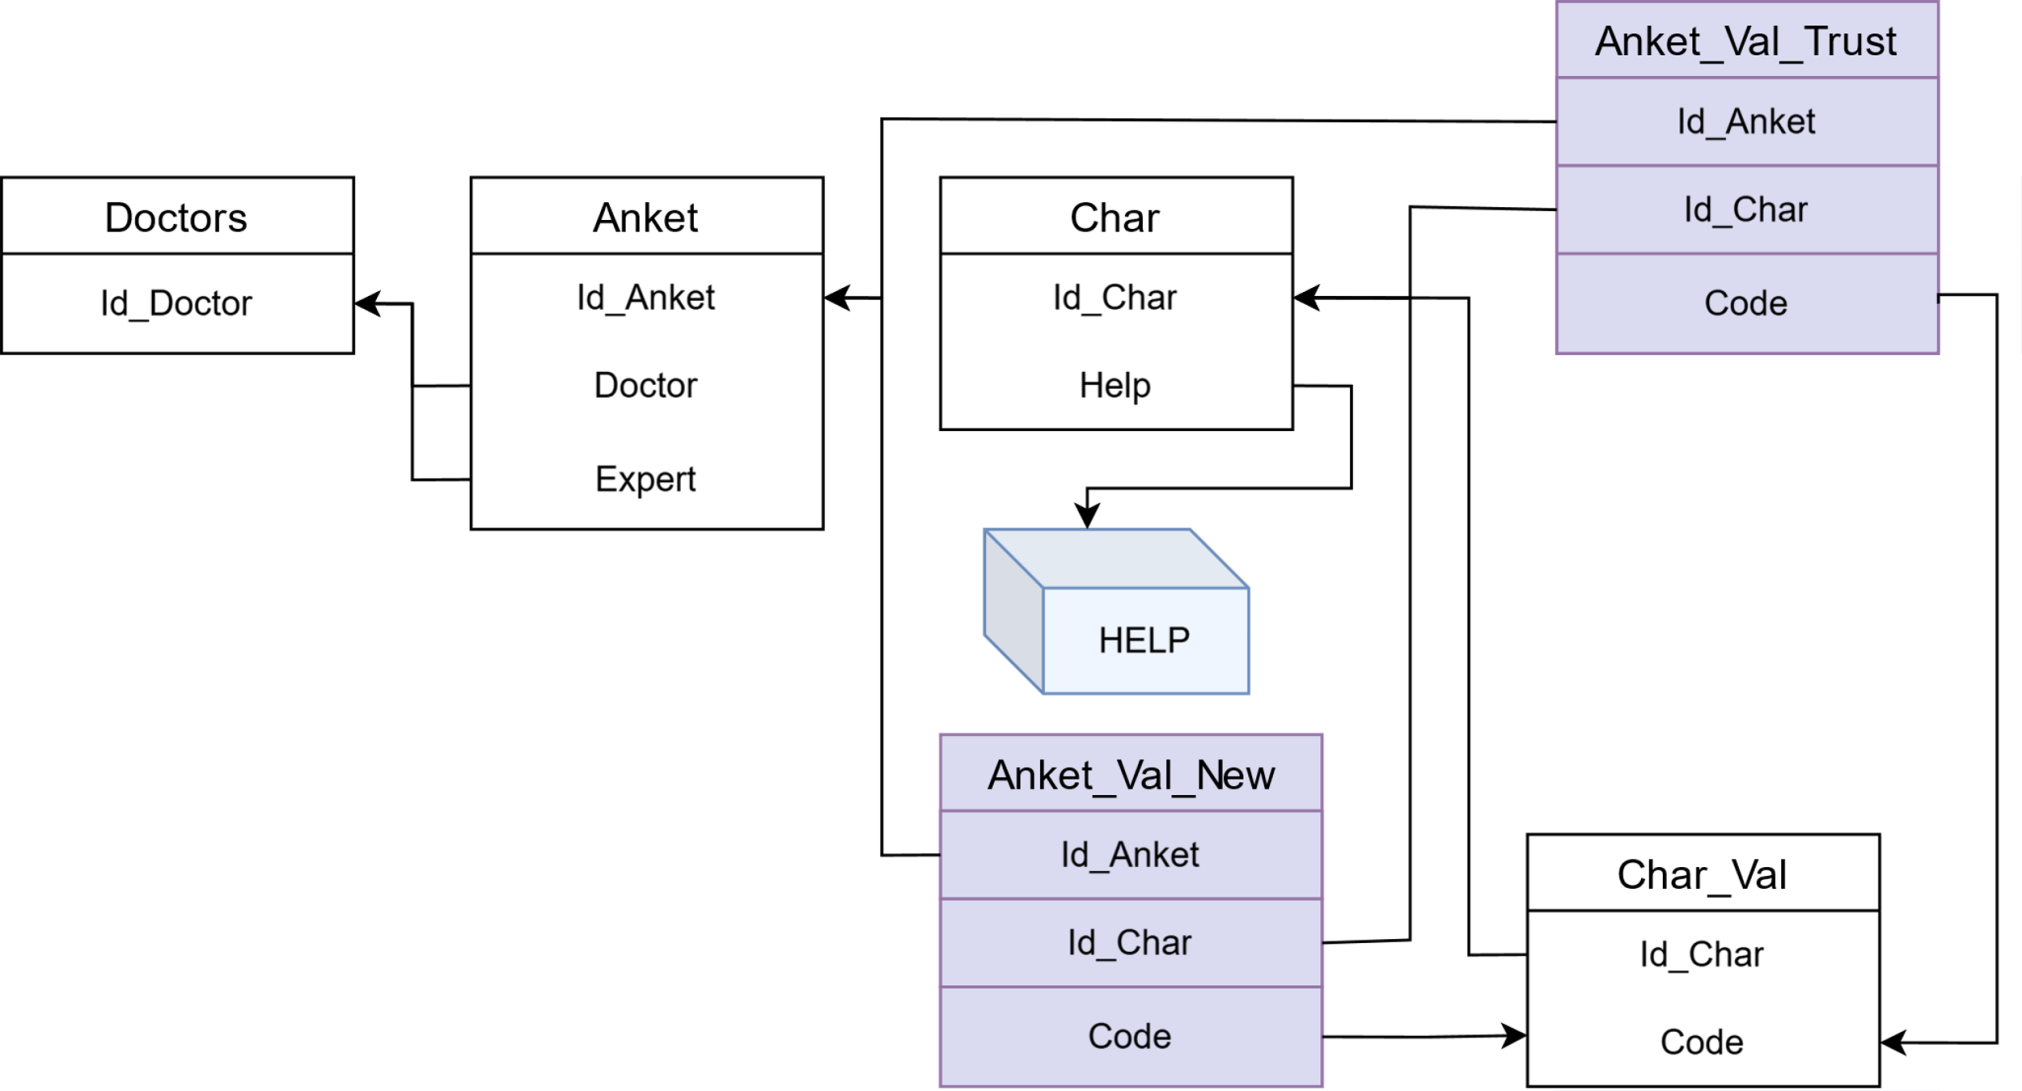 Anket_Val_Trust
Id_Anket
Id_Char
Code
Doctors
Id_Doctor
Anket
Id_Anket
Doctor
Expert
Char
Id_Char
Help
HELP
Anket_Val_New
Id_Anket
Id_Char
Code
Char_Val
Id_Char
Code